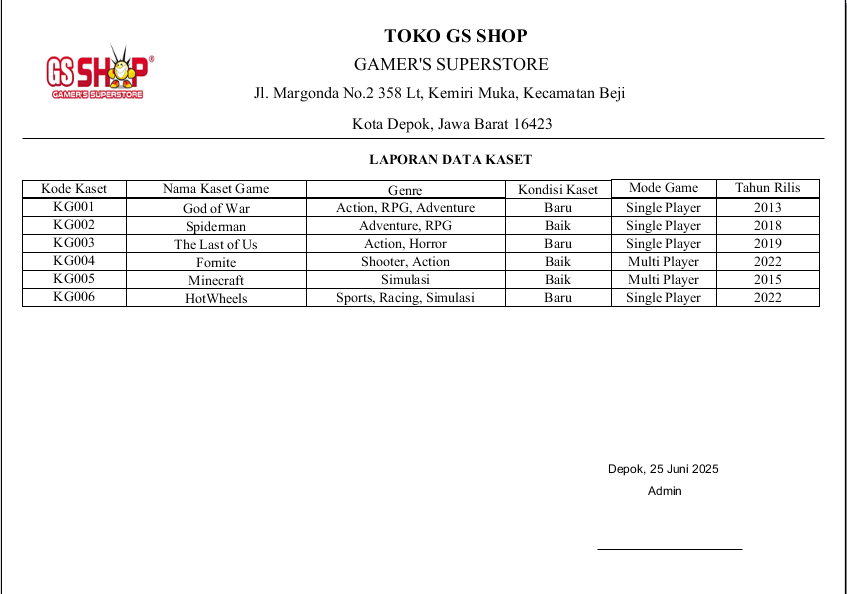 GS SHOP®
GAMER'S SUPERSTORE
TOKO GS SHOP
GAMER'S SUPERSTORE
Jl. Margonda No.2 358 Lt, Kemiri Muka, Kecamatan Beji
Kota Depok, Jawa Barat 16423
LAPORAN DATA KASET
Kode Kaset Nama Kaset Game Genre Kondisi Kaset Mode Game Tahun Rilis
KG001 God of War Action, RPG, Adventure Baru Single Player 2013
KG002 Spiderman Adventure, RPG Baik Single Player 2018
KG003 The Last of Us Action, Horror Baru Single Player 2019
KG004 Fornite Shooter, Action Baik Multi Player 2022
KG005 Minecraft Simulasi Baik Multi Player 2015
KG006 HotWheels Sports, Racing, Simulasi Baru Single Player 2022
Depok, 25 Juni 2025
Admin